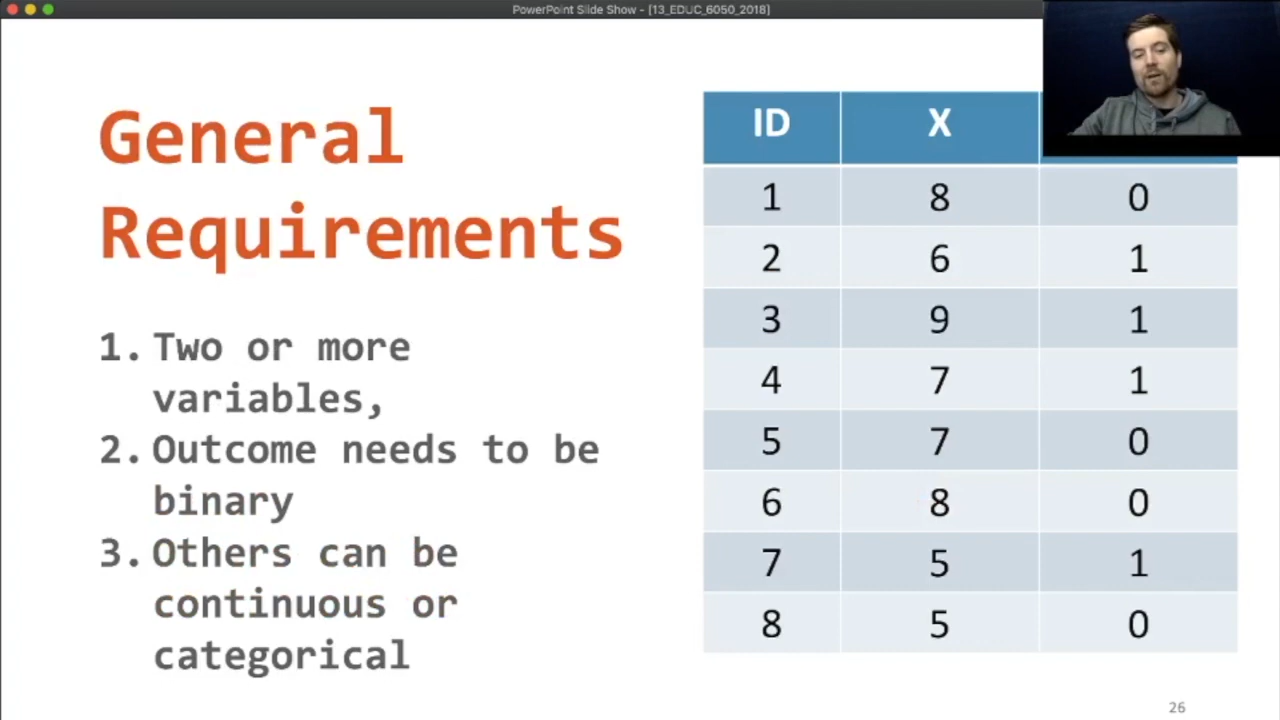 PowerPoint Slide Show - [13_EDUC_6050_2018]
General
Requirements
1. Two or more
variables,
2. Outcome needs to be
binary
3. Others can be
continuous or
categorical
ID X
1 8 0
2 6 1
3 9 1
4 7 1
5 7 0
6 8 0
7 5 1
8 5 0
26